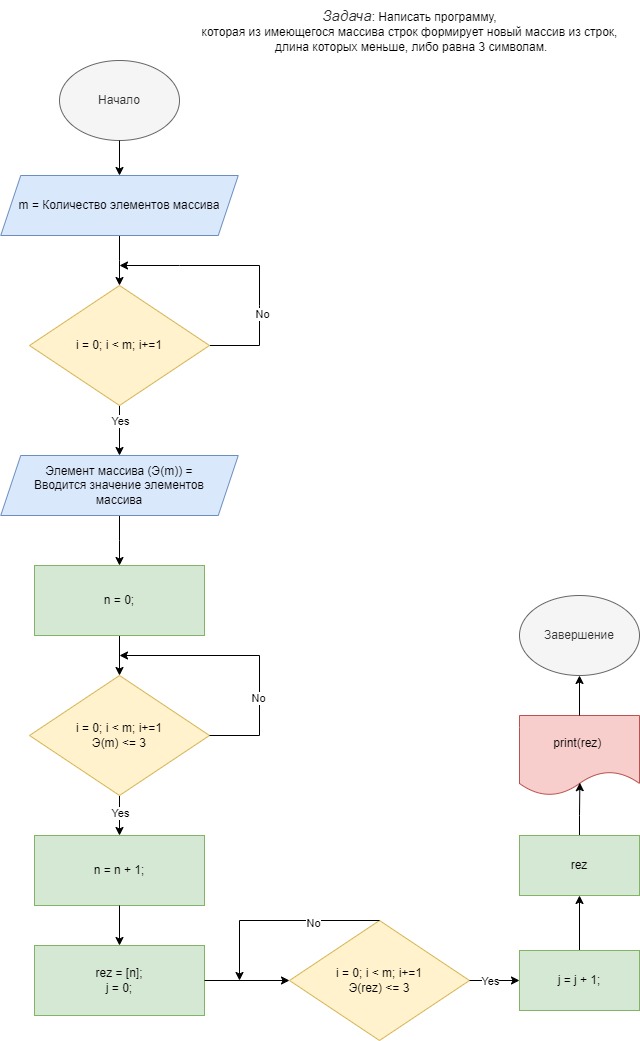 Задача: Написать программу,
которая из имеющегося массива строк формирует новый массив из строк,
длина которых меньше, либо равна 3 символам.
Начало
m = Количество элементов массива
i = 0; i < m; i+=1
No
Yes
Элемент массива (Э(m)) =
Вводится значение элементов
массива
n = 0;
i = 0; i < m; i+=1
Э(m) <= 3
No
Yes
n = n + 1;
rez = [n];
j = 0;
No
i = 0; i < m; i+=1
Э(rez) <= 3
Yes
j = j + 1;
rez
print(rez)
Завершение